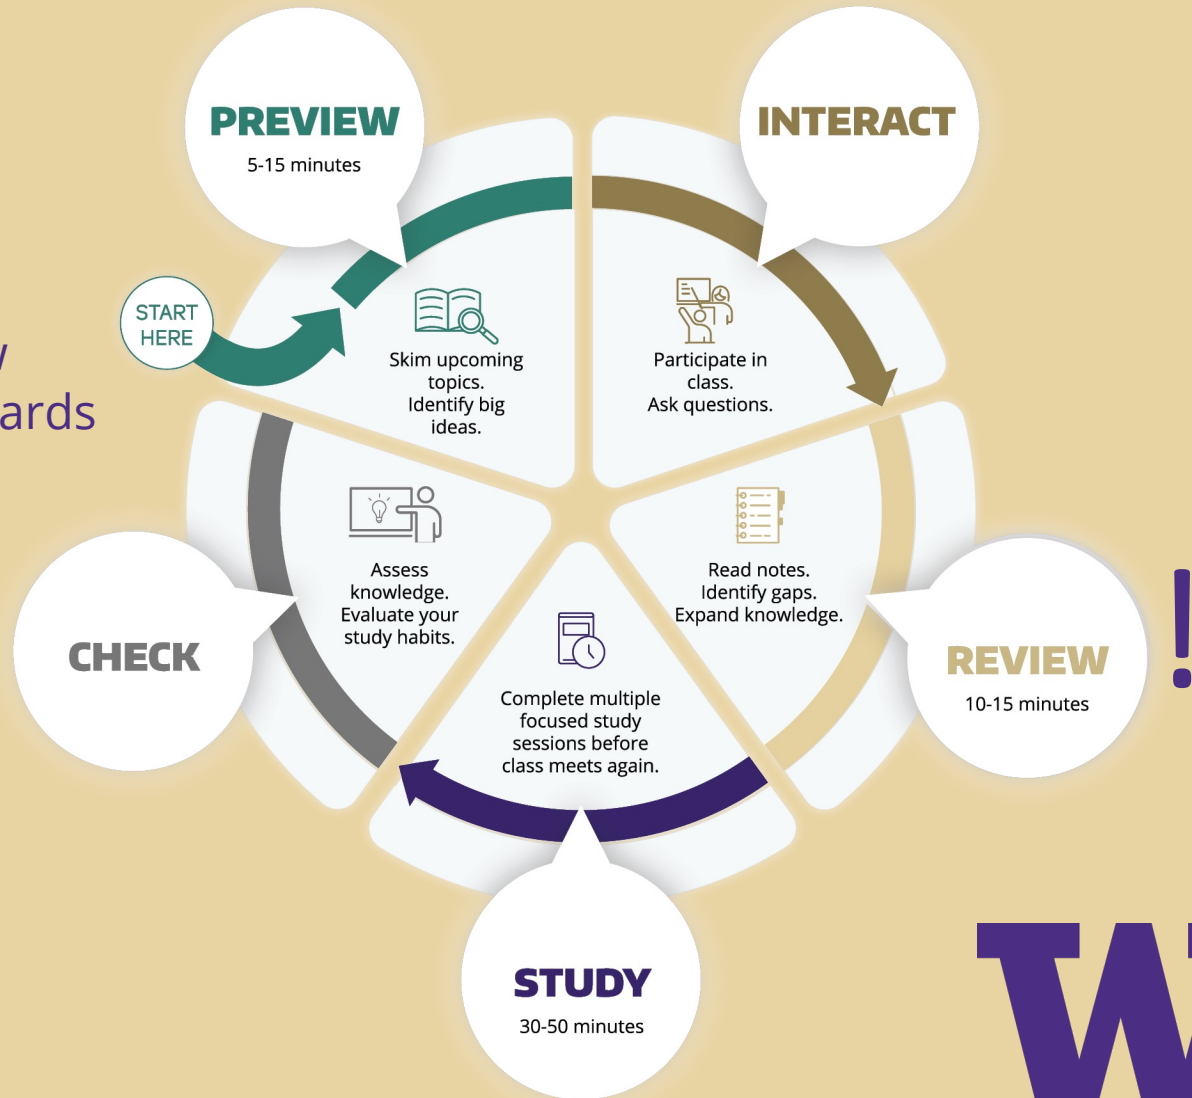 PREVIEW
5-15 minutes
START
HERE
Skim upcoming
topics.
Identify big
ideas.
INTERACT
Participate in
class.
Ask questions.
REVIEW
10-15 minutes
Read notes.
Identify gaps.
Expand knowledge.
STUDY
30-50 minutes
Complete multiple
focused study
sessions before
class meets again.
CHECK
Assess
knowledge.
Evaluate your
study habits.
ards
!
W